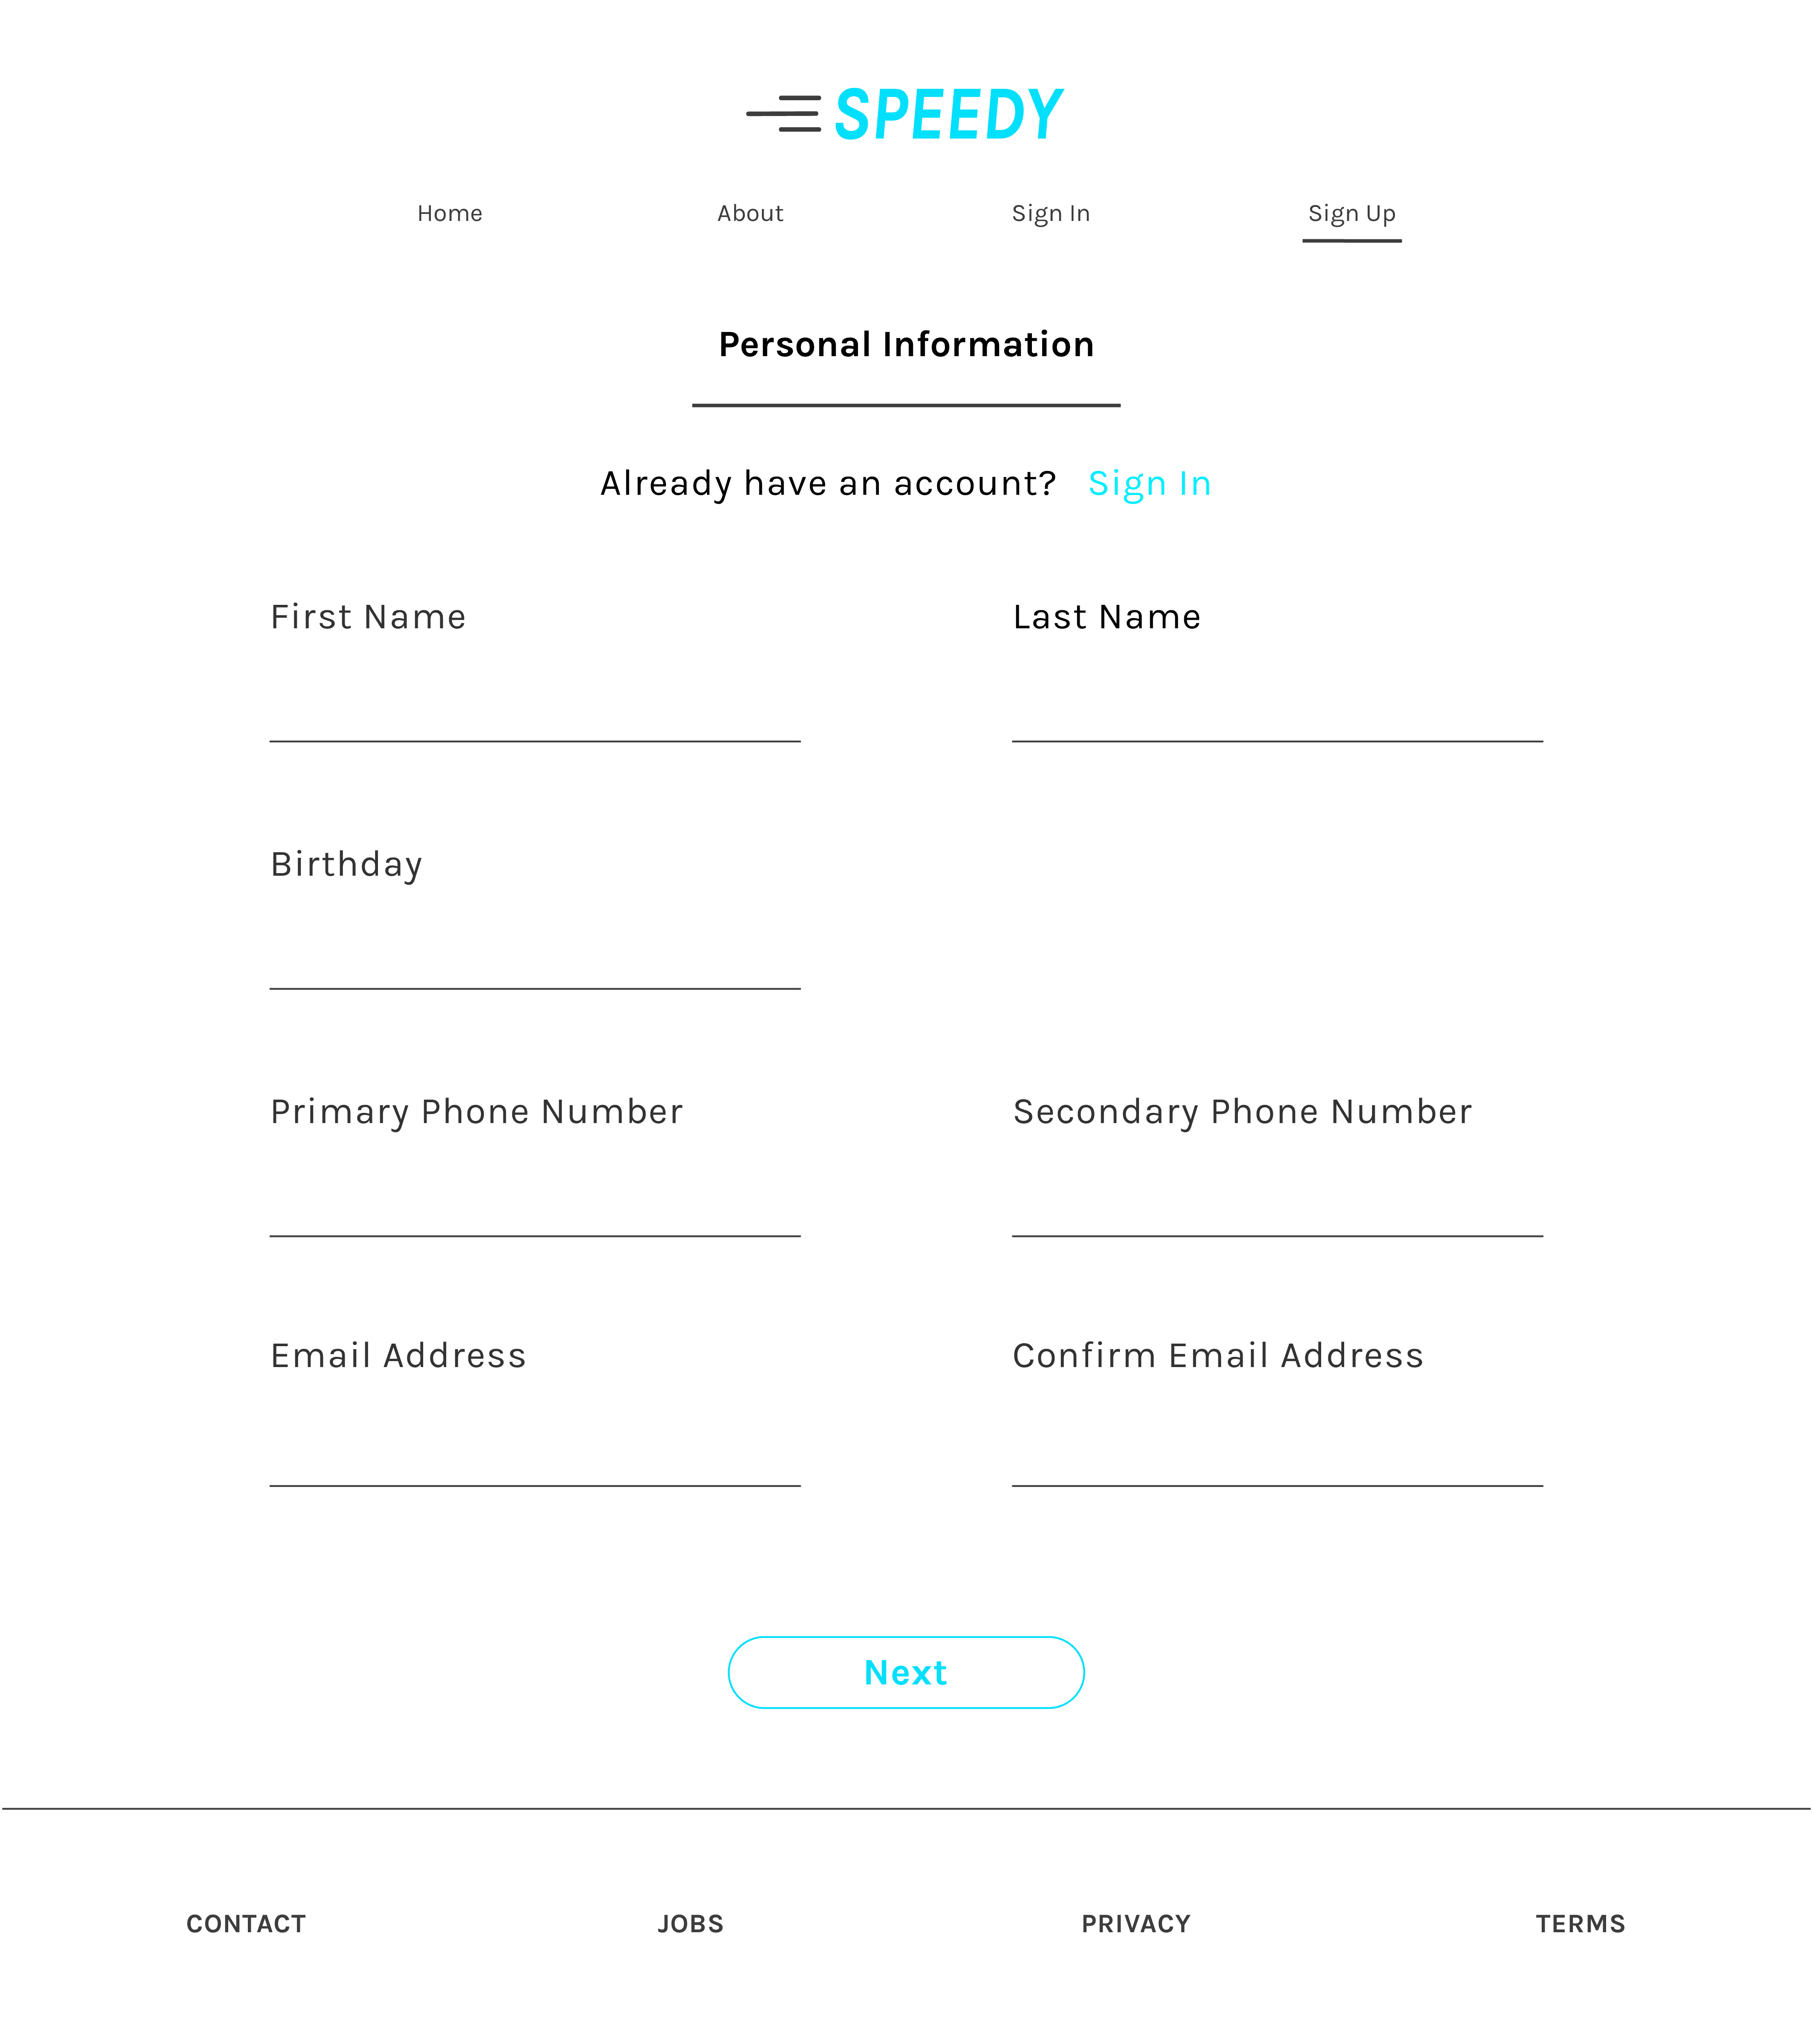 SPEEDY
Home About Sign In Sign Up
Personal Information
Already have an account? Sign In
First Name Last Name
Birthday
Primary Phone Number Secondary Phone Number
Email Address Confirm Email Address
Next
CONTACT JOBS PRIVACY TERMS